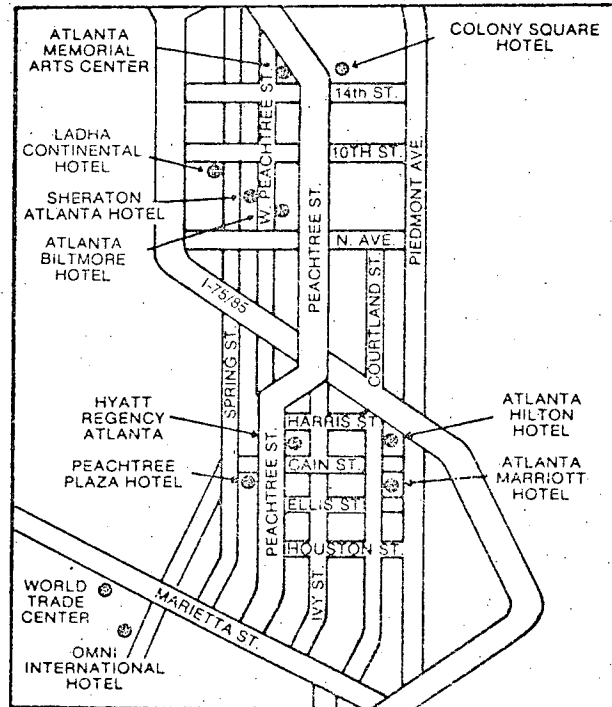 ATLANTA
MEMORIAL
ARTS CENTER
COLONY SQUARE
HOTEL
14th ST.
LADHA
CONTINENTAL
HOTEL
10TH ST.
SHERATON
ATLANTA HOTEL
W. PEACHTREE ST.
PEACHTREE ST.
PIEDMONT AVE.
ATLANTA
BILTMORE
HOTEL
N. AVE.
I-75/85
COURTLAND ST.
SPRING ST.
HYATT
REGENCY
ATLANTA
HARRIS ST.
ATLANTA
HILTON
HOTEL
PEACHTREE
PLAZA HOTEL
PEACHTREE ST.
CAIN ST.
ATLANTA
MARRIOTT
HOTEL
ELLIS ST.
HOUSTON ST.
IVY ST.
WORLD
TRADE
CENTER
MARIETTA ST.
OMNI
INTERNATIONAL
HOTEL